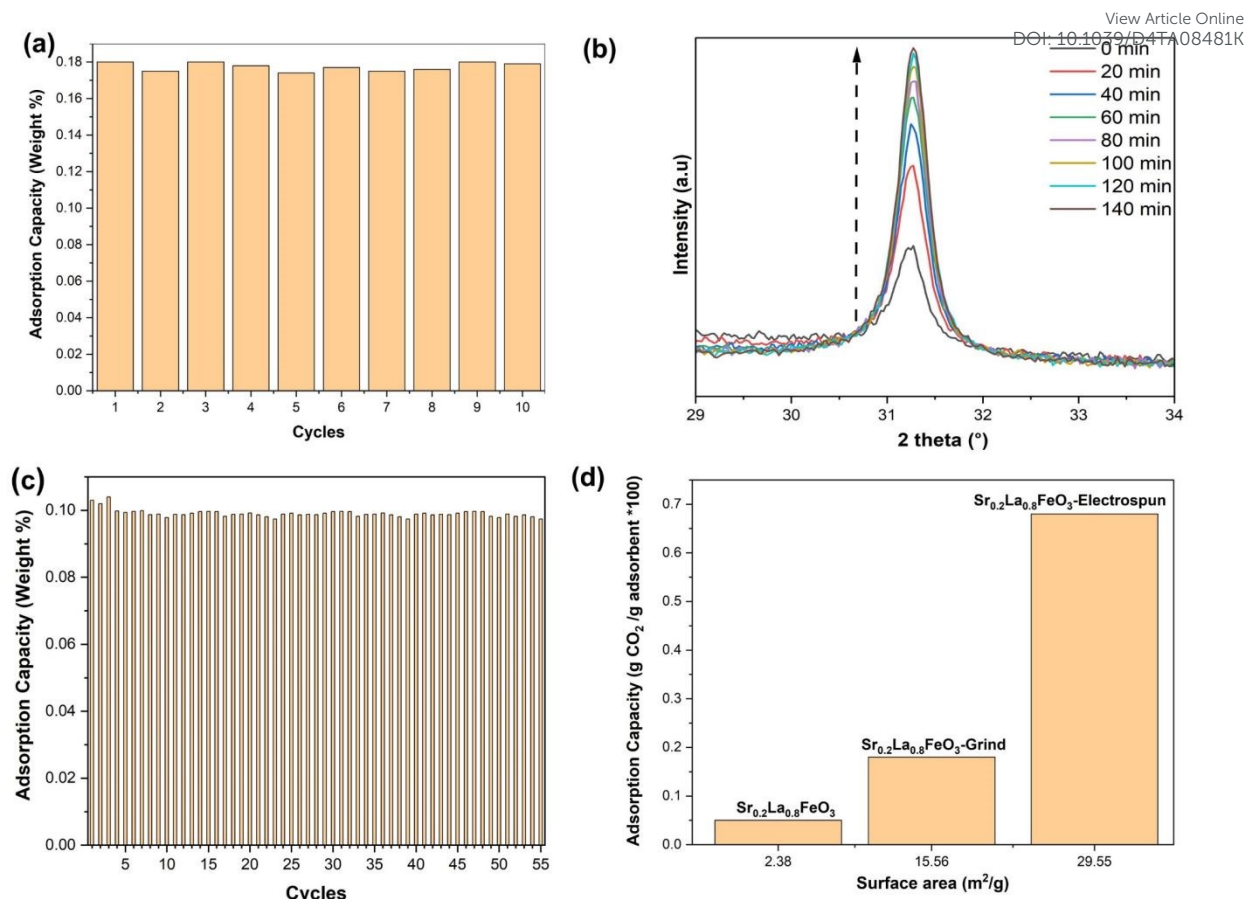 View Article Online
DOI: 10.1039/D4TA08481K
(a)
Adsorption Capacity (Weight %)
0.18
0.16
0.14
0.12
0.10
0.08
0.06
0.04
0.02
0.00
1 2 3 4 5 6 7 8 9 10
Cycles
(b)
Intensity (a.u)
0 min
20 min
40 min
60 min
80 min
100 min
120 min
140 min
29 30 31 32 33 34
2 theta (°)
(c)
Adsorption Capacity (Weight %)
0.10
0.10
0.06
0.04
0.02
0.00
5 10 15 20 25 30 35 40 45 50 55
Cycles
(d)
Adsorption Capacity (g CO₂ /g adsorbent *100)
0.7
0.6
0.5
0.4
0.3
0.2
0.1
0.0
Sr₀.₂La₀.₈FeO₃
Sr₀.₂La₀.₈FeO₃-Grind
Sr₀.₂La₀.₈FeO₃-Electrospun
2.38 15.56 29.55
Surface area (m²/g)